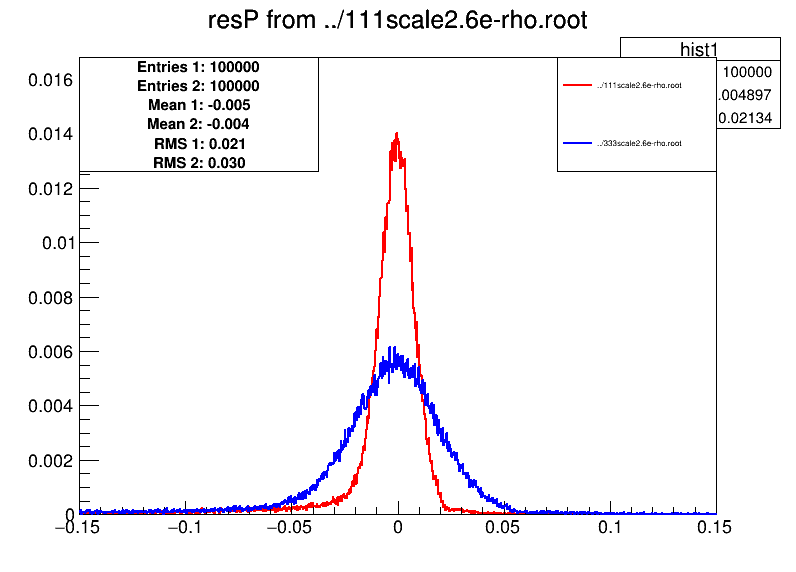 resP from ../111scale2.6e-rho.root
hist1
100000
.004897
0.02134
Entries 1: 100000
Entries 2: 100000
Mean 1: -0.005
Mean 2: -0.004
RMS 1: 0.021
RMS 2: 0.030
../111scale2.6e-rho.root
../333scale2.6e-rho.root
0.016
0.014
0.012
0.01
0.008
0.006
0.004
0.002
0
−0.15 −0.1 −0.05 0 0.05 0.1 0.15